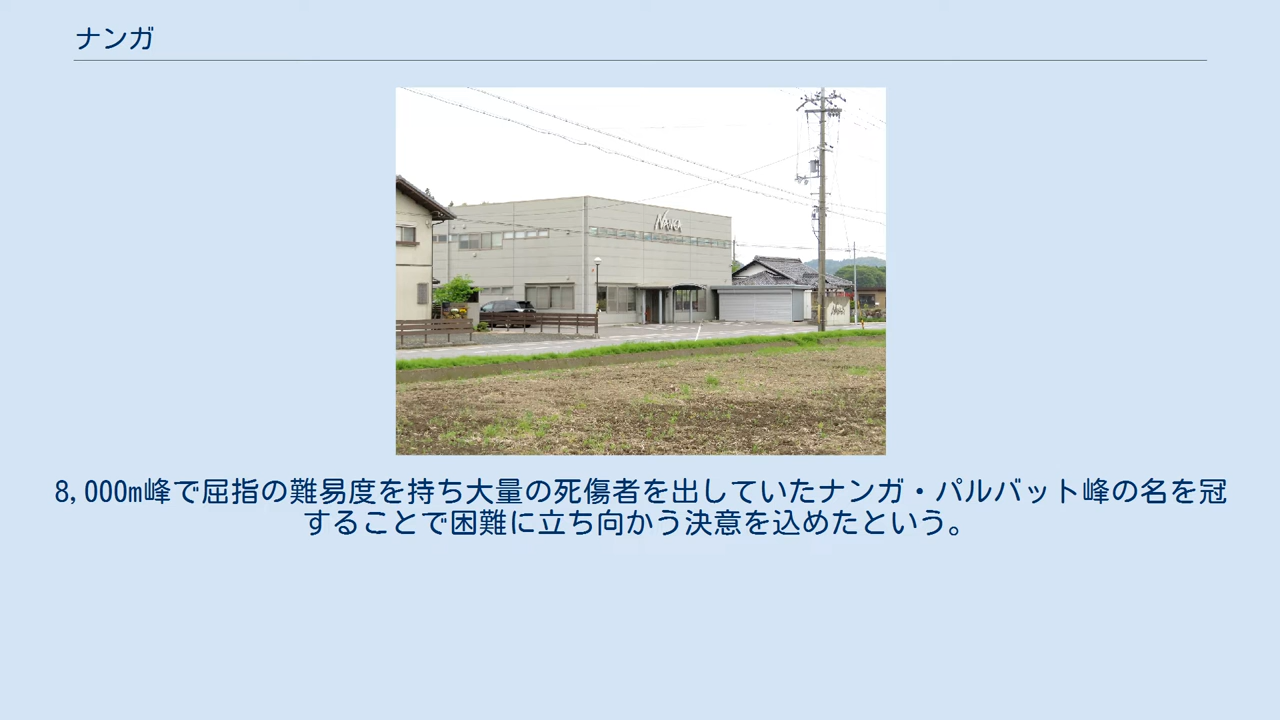 ナンガ
NANGA
8,000m峰で屈指の難易度を持ち大量の死傷者を出していたナンガ・パルバット峰の名を冠
することで困難に立ち向かう決意を込めたという。